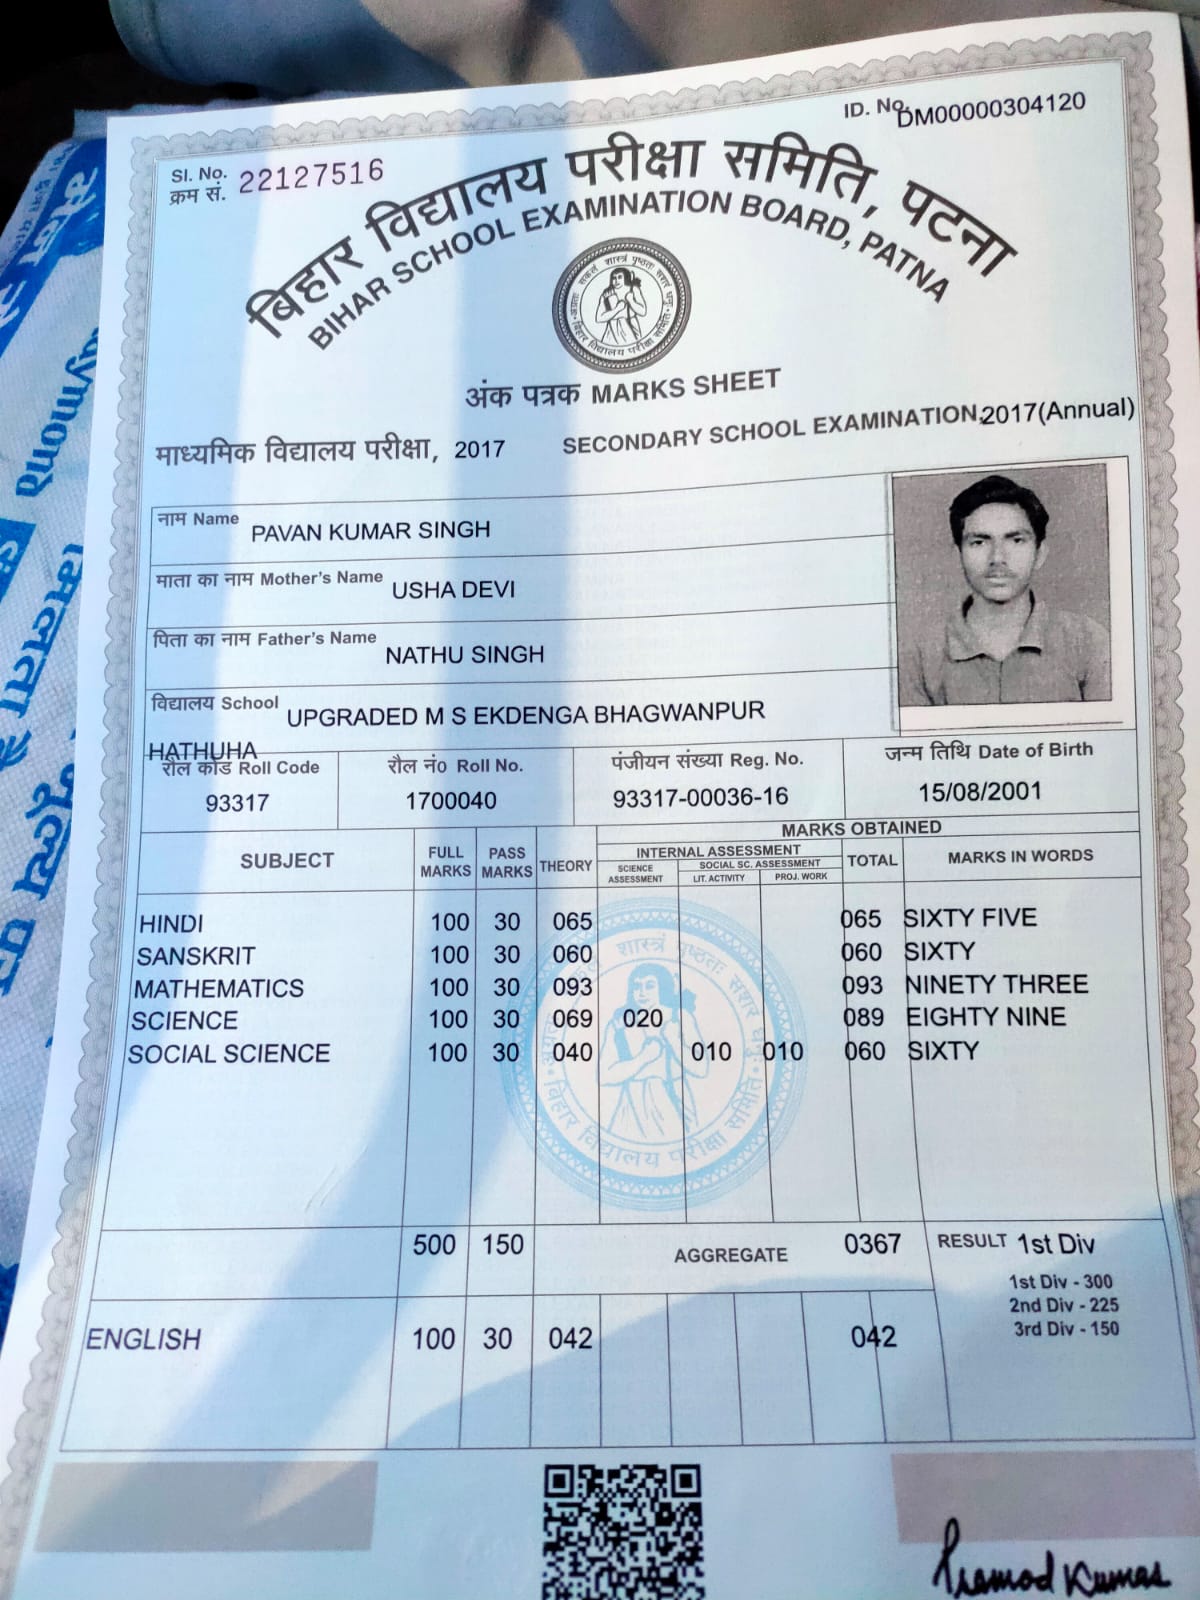 ID. No. DM00000304120
Sl. No.
क्रम सं. 22127516
बिहार विद्यालय परीक्षा समिति, पटना
BIHAR SCHOOL EXAMINATION BOARD, PATNA
अंक पत्रक MARKS SHEET
माध्यमिक विद्यालय परीक्षा, 2017 SECONDARY SCHOOL EXAMINATION, 2017(Annual)
नाम Name PAVAN KUMAR SINGH
माता का नाम Mother's Name USHA DEVI
पिता का नाम Father's Name NATHU SINGH
विद्यालय School UPGRADED M S EKDENGA BHAGWANPUR
HATHUHA
रौल कोड Roll Code रौल नं० Roll No. पंजीयन संख्या Reg. No. जन्म तिथि Date of Birth
93317 1700040 93317-00036-16 15/08/2001
MARKS OBTAINED
SUBJECT FULL MARKS PASS MARKS THEORY INTERNAL ASSESSMENT TOTAL MARKS IN WORDS
SCIENCE ASSESSMENT SOCIAL SC. ASSESSMENT
LIT. ACTIVITY PROJ. WORK
HINDI 100 30 065 065 SIXTY FIVE
SANSKRIT 100 30 060 060 SIXTY
MATHEMATICS 100 30 093 093 NINETY THREE
SCIENCE 100 30 069 020 089 EIGHTY NINE
SOCIAL SCIENCE 100 30 040 010 010 060 SIXTY
बिहार विद्यालय परीक्षा समिति
500 150 AGGREGATE 0367 RESULT 1st Div
1st Div - 300
2nd Div - 225
3rd Div - 150
ENGLISH 100 30 042 042
Pramod Kumar